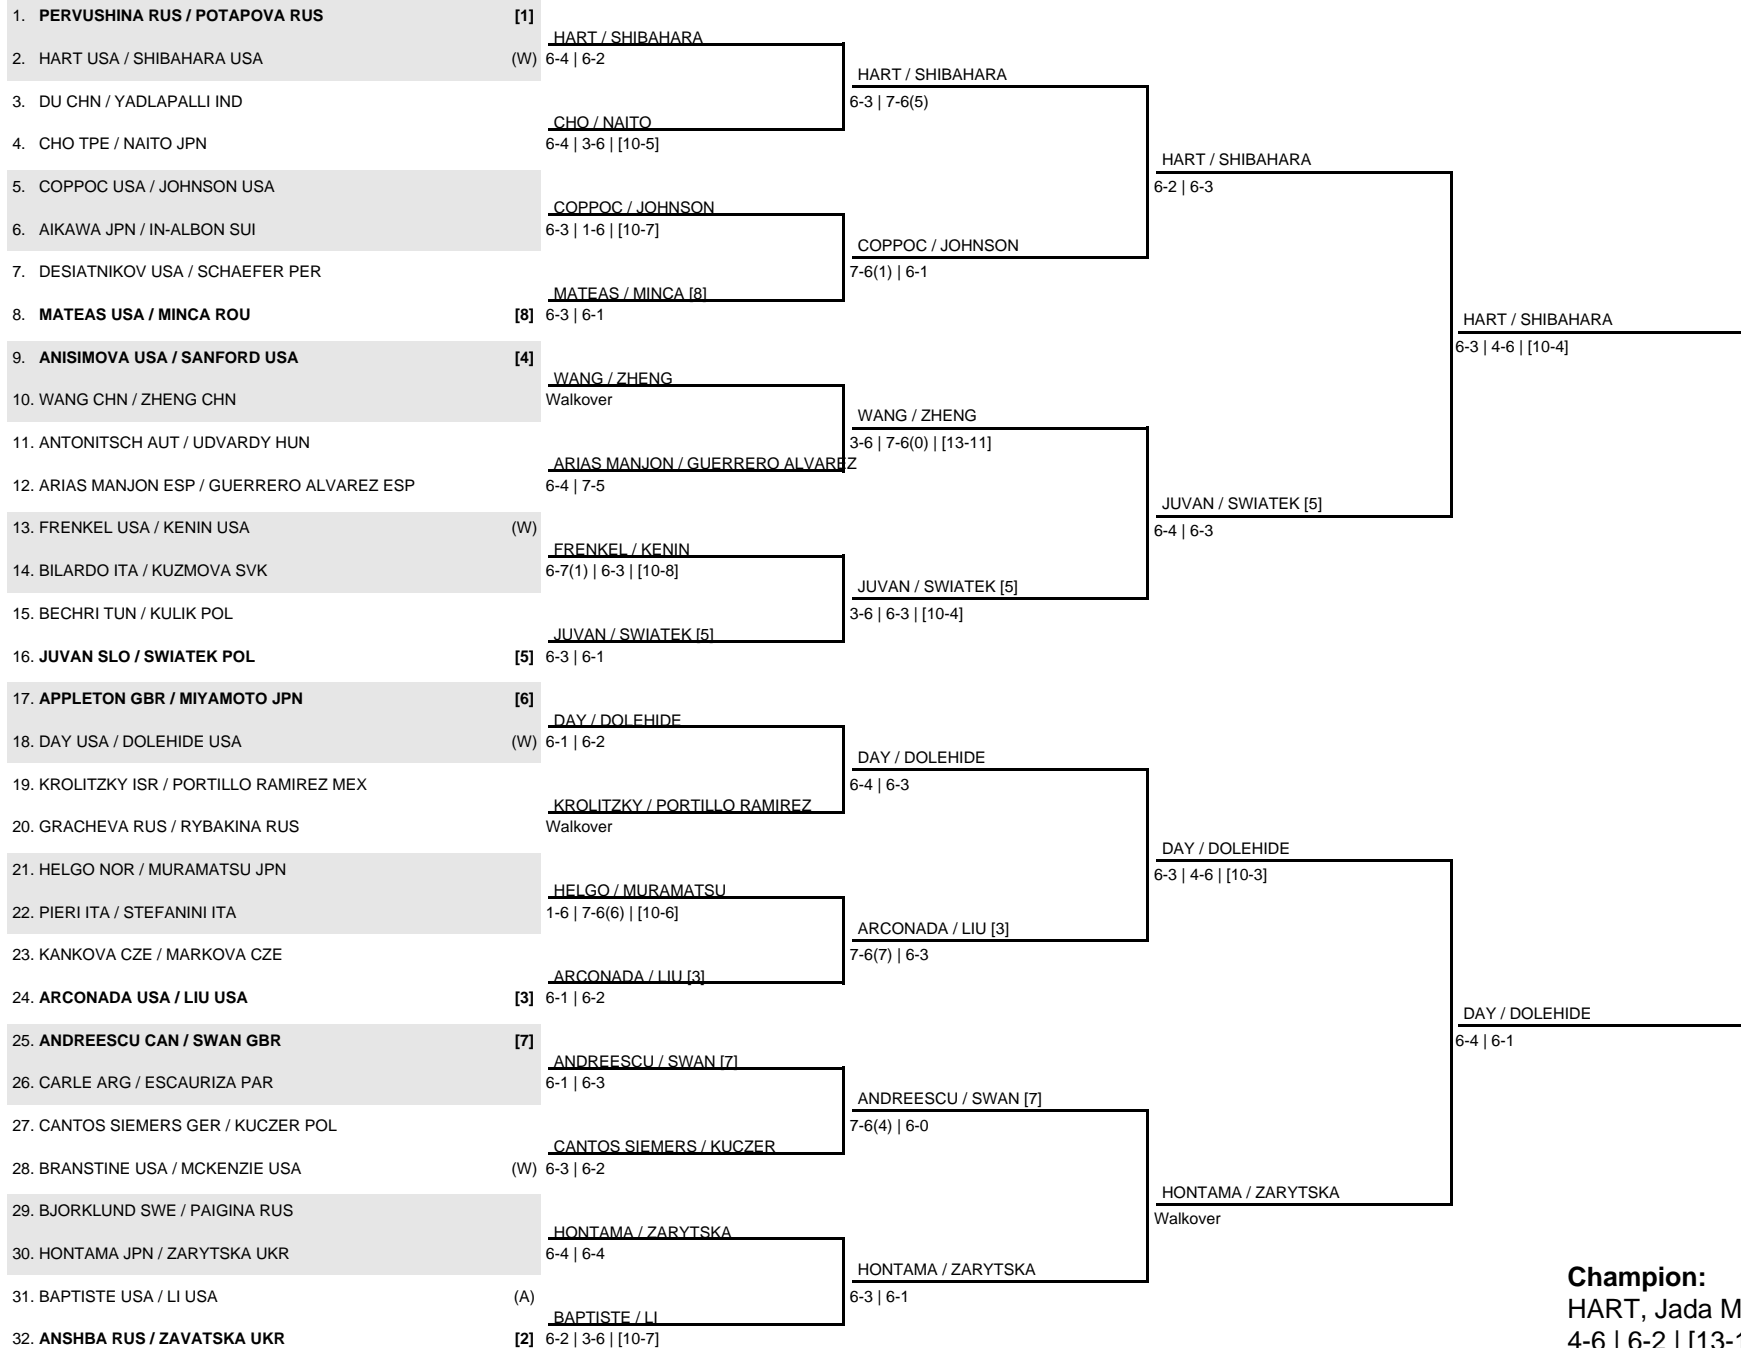 1. PERVUSHINA RUS / POTAPOVA RUS [1]
2. HART USA / SHIBAHARA USA (W)
3. DU CHN / YADLAPALLI IND
4. CHO TPE / NAITO JPN
5. COPPOC USA / JOHNSON USA
6. AIKAWA JPN / IN-ALBON SUI
7. DESIATNIKOV USA / SCHAEFER PER
8. MATEAS USA / MINCA ROU [8]
9. ANISIMOVA USA / SANFORD USA [4]
10. WANG CHN / ZHENG CHN
11. ANTONITSCH AUT / UDVARDY HUN
12. ARIAS MANJON ESP / GUERRERO ALVAREZ ESP
13. FRENKEL USA / KENIN USA (W)
14. BILARDO ITA / KUZMOVA SVK
15. BECHRI TUN / KULIK POL
16. JUVAN SLO / SWIATEK POL [5]
17. APPLETON GBR / MIYAMOTO JPN [6]
18. DAY USA / DOLEHIDE USA (W)
19. KROLITZKY ISR / PORTILLO RAMIREZ MEX
20. GRACHEVA RUS / RYBAKINA RUS
21. HELGO NOR / MURAMATSU JPN
22. PIERI ITA / STEFANINI ITA
23. KANKOVA CZE / MARKOVA CZE
24. ARCONADA USA / LIU USA [3]
25. ANDREESCU CAN / SWAN GBR [7]
26. CARLE ARG / ESCAURIZA PAR
27. CANTOS SIEMERS GER / KUCZER POL
28. BRANSTINE USA / MCKENZIE USA (W)
29. BJORKLUND SWE / PAIGINA RUS
30. HONTAMA JPN / ZARYTSKA UKR
31. BAPTISTE USA / LI USA (A)
32. ANSHBA RUS / ZAVATSKA UKR [2]
HART / SHIBAHARA
6-4 | 6-2
CHO / NAITO
6-4 | 3-6 | [10-5]
COPPOC / JOHNSON
6-3 | 1-6 | [10-7]
MATEAS / MINCA [8]
6-3 | 6-1
WANG / ZHENG
Walkover
ARIAS MANJON / GUERRERO ALVAREZ
6-4 | 7-5
FRENKEL / KENIN
6-7(1) | 6-3 | [10-8]
JUVAN / SWIATEK [5]
6-3 | 6-1
DAY / DOLEHIDE
6-1 | 6-2
KROLITZKY / PORTILLO RAMIREZ
Walkover
HELGO / MURAMATSU
1-6 | 7-6(6) | [10-6]
ARCONADA / LIU [3]
6-1 | 6-2
ANDREESCU / SWAN [7]
6-1 | 6-3
CANTOS SIEMERS / KUCZER
6-3 | 6-2
HONTAMA / ZARYTSKA
6-4 | 6-4
BAPTISTE / LI
6-2 | 3-6 | [10-7]
HART / SHIBAHARA
6-3 | 7-6(5)
COPPOC / JOHNSON
7-6(1) | 6-1
WANG / ZHENG
3-6 | 7-6(0) | [13-11]
JUVAN / SWIATEK [5]
3-6 | 6-3 | [10-4]
DAY / DOLEHIDE
6-4 | 6-3
ARCONADA / LIU [3]
7-6(7) | 6-3
ANDREESCU / SWAN [7]
7-6(4) | 6-0
HONTAMA / ZARYTSKA
6-3 | 6-1
HART / SHIBAHARA
6-2 | 6-3
JUVAN / SWIATEK [5]
6-4 | 6-3
DAY / DOLEHIDE
6-3 | 4-6 | [10-3]
HONTAMA / ZARYTSKA
Walkover
HART / SHIBAHARA
6-3 | 4-6 | [10-4]
DAY / DOLEHIDE
6-4 | 6-1
Champion:
HART, Jada M
4-6 | 6-2 | [13-1